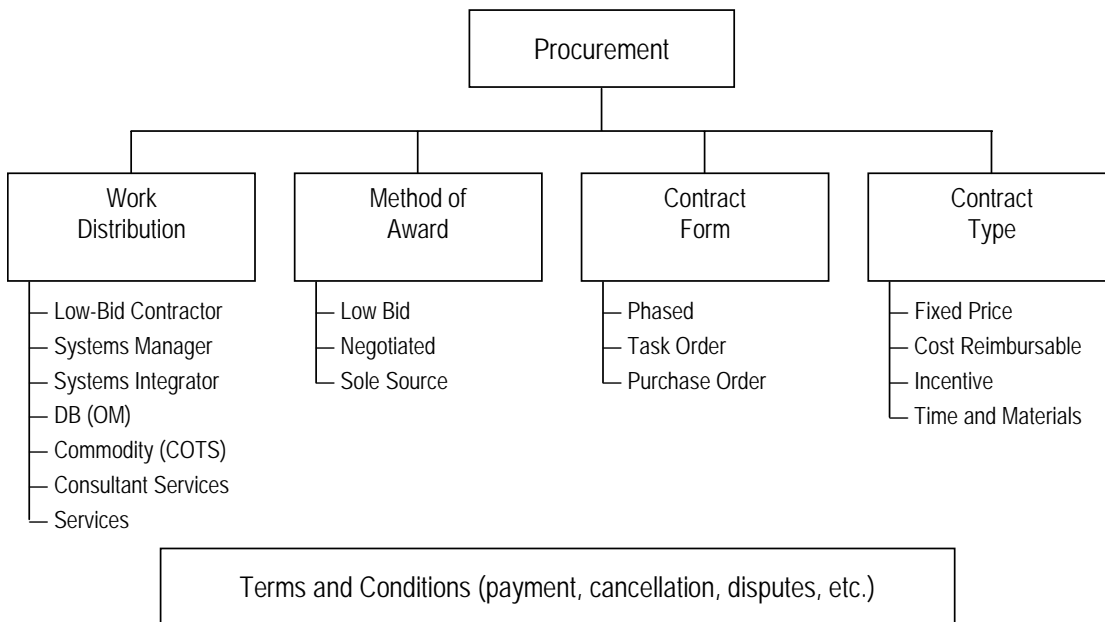 Procurement
Work
Distribution
Method of
Award
Contract
Form
Contract
Type
Low-Bid Contractor
Systems Manager
Systems Integrator
DB (OM)
Commodity (COTS)
Consultant Services
Services
Low Bid
Negotiated
Sole Source
Phased
Task Order
Purchase Order
Fixed Price
Cost Reimbursable
Incentive
Time and Materials
Terms and Conditions (payment, cancellation, disputes, etc.)